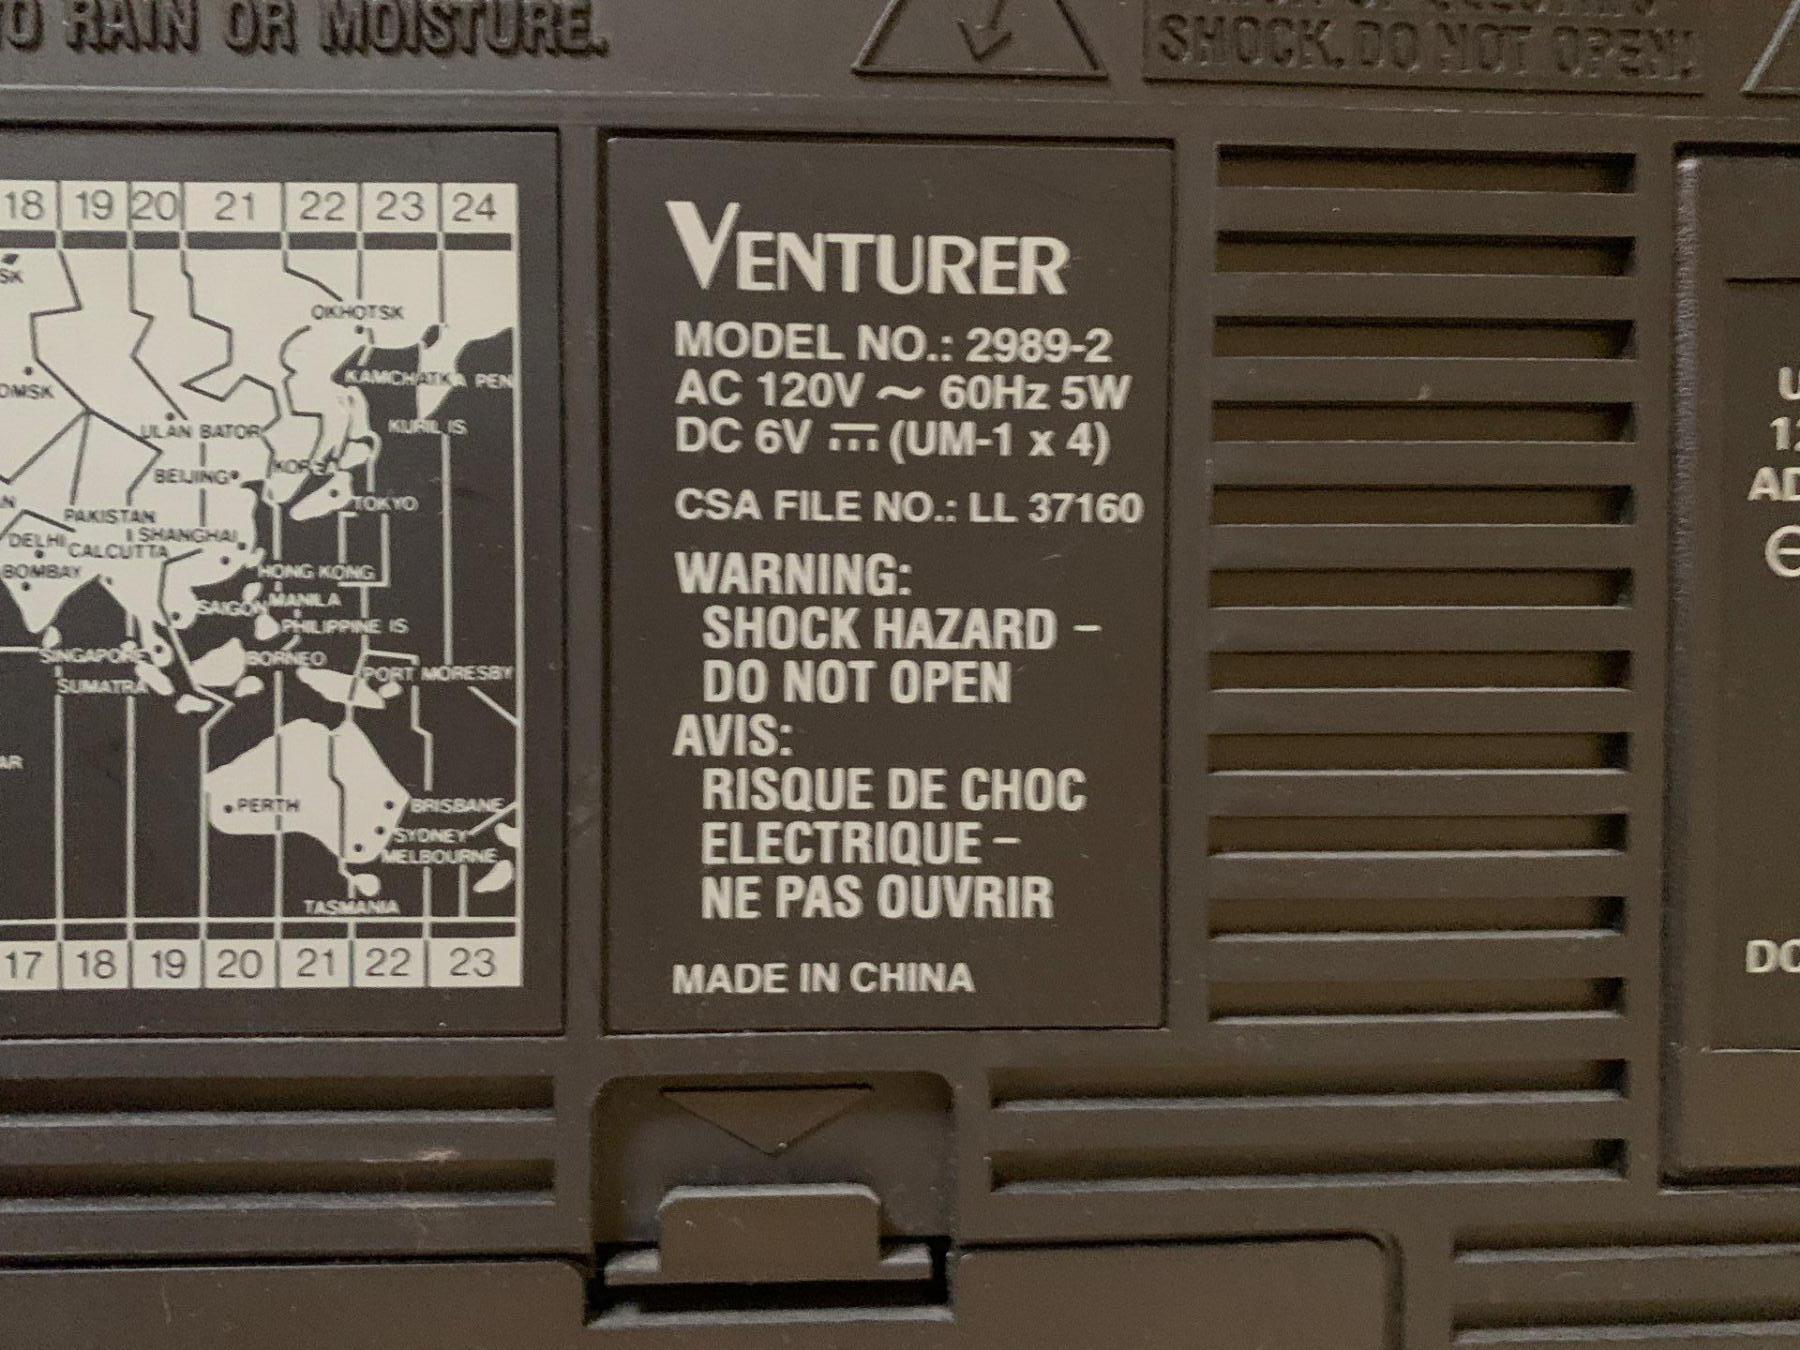 TO RAIN OR MOISTURE.
SHOCK. DO NOT OPEN!
18 19 20 21 22 23 24
OKHOTSK
OMSK
KAMCHATKA PEN
ULAN BATOR
KURIL IS
BEIJING
KOREA
TOKYO
PAKISTAN
DELHI
SHANGHAI
CALCUTTA
BOMBAY
HONG KONG
SAIGON
MANILA
PHILIPPINE IS
SINGAPORE
BORNEO
SUMATRA
PORT MORESBY
PERTH
BRISBANE
SYDNEY
MELBOURNE
TASMANIA
17 18 19 20 21 22 23
VENTURER
MODEL NO.: 2989-2
AC 120V ~ 60Hz 5W
DC 6V ⎓ (UM-1 x 4)
CSA FILE NO.: LL 37160
WARNING:
SHOCK HAZARD –
DO NOT OPEN
AVIS:
RISQUE DE CHOC
ELECTRIQUE –
NE PAS OUVRIR
MADE IN CHINA